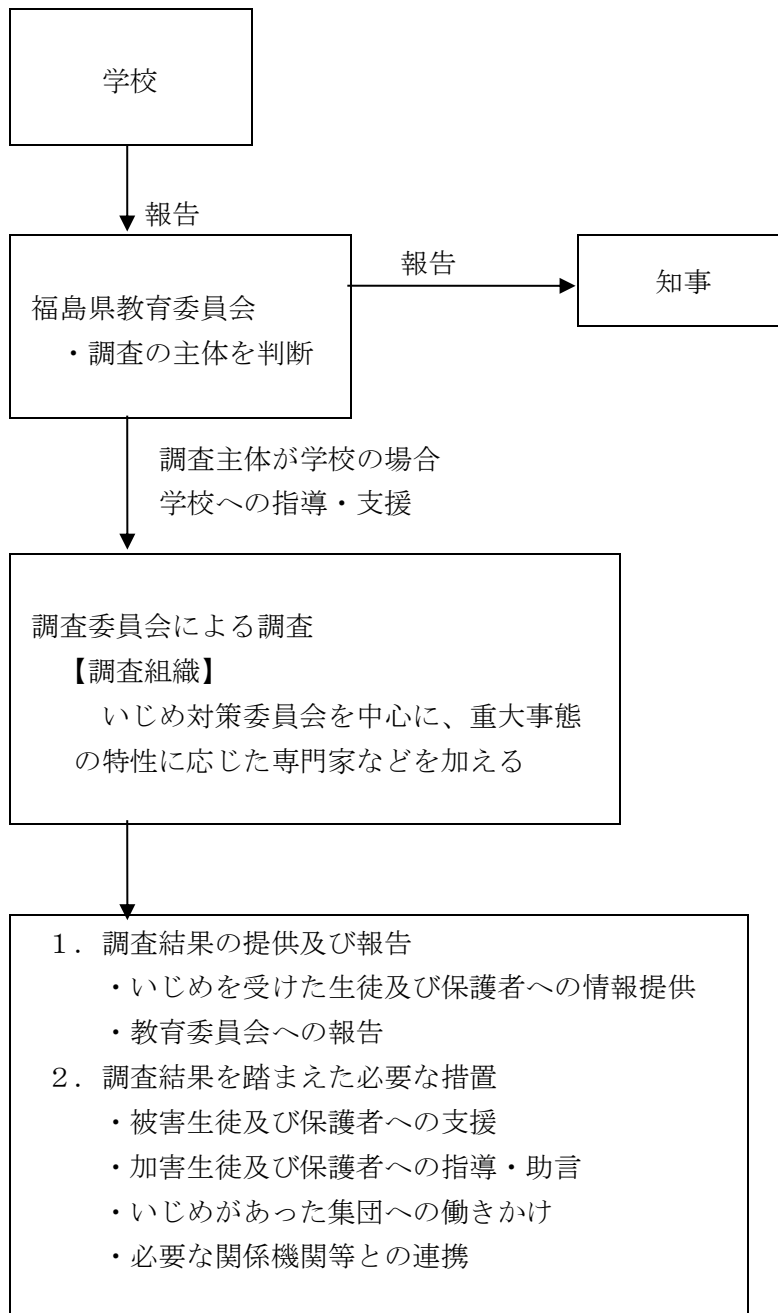 学校
報告
福島県教育委員会
・調査の主体を判断
報告
知事
調査主体が学校の場合
学校への指導・支援
調査委員会による調査
【調査組織】
いじめ対策委員会を中心に、重大事態
の特性に応じた専門家などを加える
１．調査結果の提供及び報告
・いじめを受けた生徒及び保護者への情報提供
・教育委員会への報告
２．調査結果を踏まえた必要な措置
・被害生徒及び保護者への支援
・加害生徒及び保護者への指導・助言
・いじめがあった集団への働きかけ
・必要な関係機関等との連携